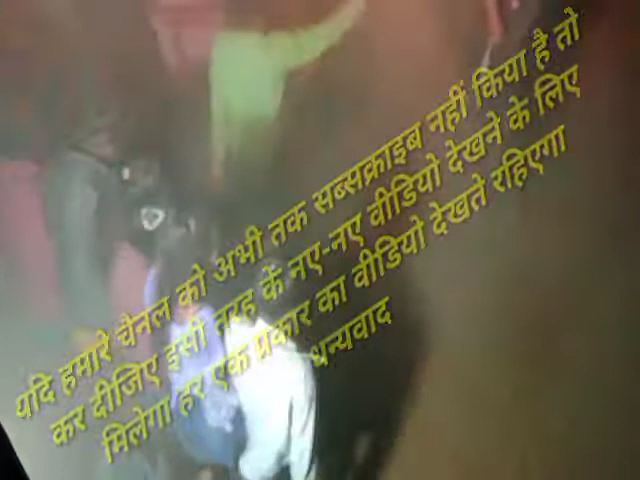 यदि हमारे चैनल को अभी तक सब्सक्राइब नहीं किया है तो
कर दीजिए इसी तरह कें नए-नए वीडियो देखने के लिए
मिलेगा हर एक प्रकार का वीडियो देखते रहिएगा
धन्यवाद